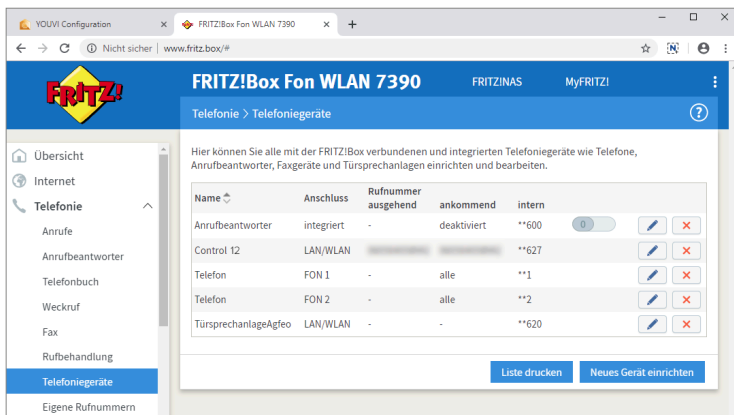 YOUVI Configuration
FRITZ!Box Fon WLAN 7390
Nicht sicher | www.fritz.box/#
FRITZ!
FRITZ!Box Fon WLAN 7390 FRITZ!NAS MyFRITZ!
Telefonie > Telefoniegeräte ?
Übersicht
Internet
Telefonie
Anrufe
Anrufbeantworter
Telefonbuch
Weckruf
Fax
Rufbehandlung
Telefoniegeräte
Eigene Rufnummern
Hier können Sie alle mit der FRITZ!Box verbundenen und integrierten Telefoniegeräte wie Telefone,
Anrufbeantworter, Faxgeräte und Türsprechanlagen einrichten und bearbeiten.
Name Anschluss Rufnummer ausgehend ankommend intern
Anrufbeantworter integriert - deaktiviert **600 0
Control 12 LAN/WLAN **627
Telefon FON 1 - alle **1
Telefon FON 2 - alle **2
TürsprechanlageAgfeo LAN/WLAN - - **620
Liste drucken Neues Gerät einrichten